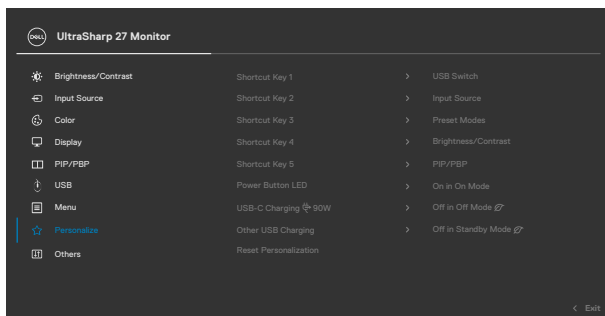 DELL UltraSharp 27 Monitor
Brightness/Contrast Shortcut Key 1 > USB Switch
Input Source Shortcut Key 2 > Input Source
Color Shortcut Key 3 > Preset Modes
Display Shortcut Key 4 > Brightness/Contrast
PIP/PBP Shortcut Key 5 > PIP/PBP
USB Power Button LED > On in On Mode
Menu USB-C Charging 90W > Off in Off Mode
Personalize Other USB Charging > Off in Standby Mode
Others Reset Personalization
< Exit